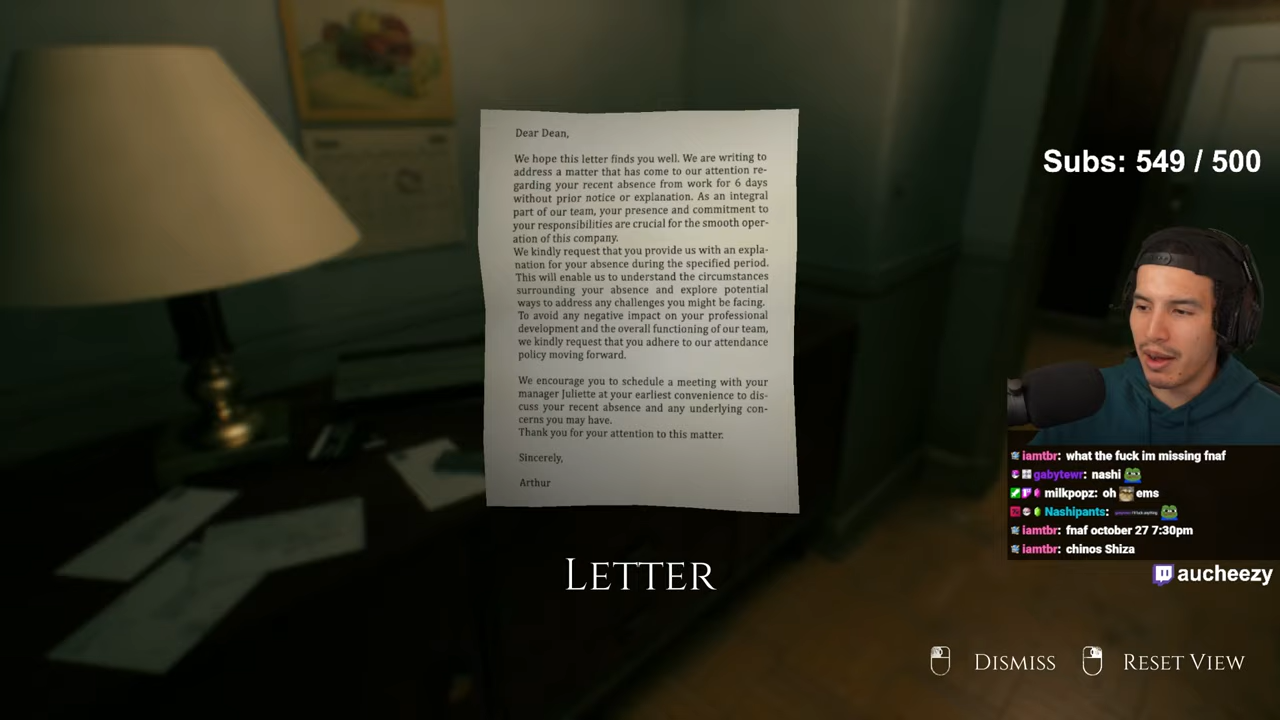 Dear Dean,
We hope this letter finds you well. We are writing to
address a matter that has come to our attention re-
garding your recent absence from work for 6 days
without prior notice or explanation. As an integral
part of our team, your presence and commitment to
your responsibilities are crucial for the smooth oper-
ation of this company.
We kindly request that you provide us with an expla-
nation for your absence during the specified period.
This will enable us to understand the circumstances
surrounding your absence and explore potential
ways to address any challenges you might be facing.
To avoid any negative impact on your professional
development and the overall functioning of our team,
we kindly request that you adhere to our attendance
policy moving forward.
We encourage you to schedule a meeting with your
manager Juliette at your earliest convenience to dis-
cuss your recent absence and any underlying con-
cerns you may have.
Thank you for your attention to this matter.
Sincerely,
Arthur
LETTER
DISMISS
RESET VIEW
Subs: 549 / 500
iamtbr: what the fuck im missing fnaf
gabytewr: nashi
milkpopz: oh ems
Nashipants:
iamtbr: fnaf october 27 7:30pm
iamtbr: chinos Shiza
aucheezy